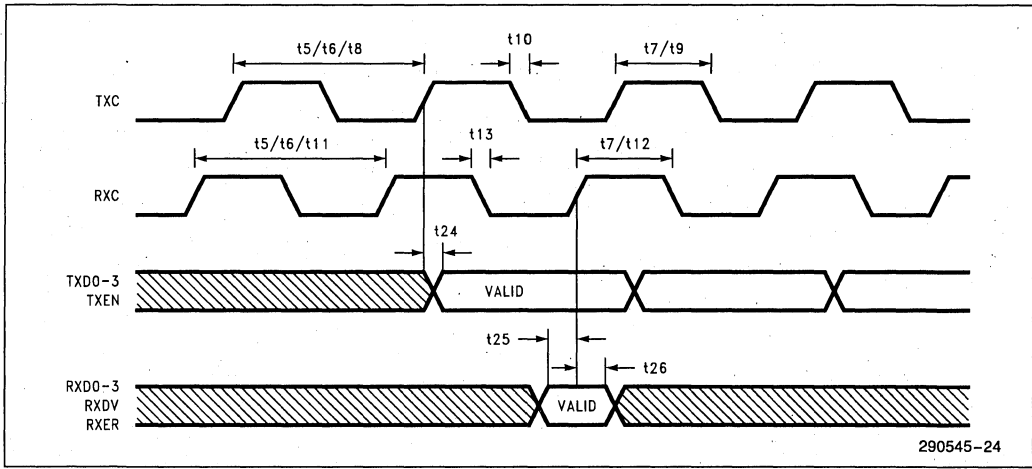 t5/t6/t8
t10
t7/t9
TXC
t5/t6/t11
t13
t7/t12
RXC
t24
TXD0-3
TXEN
VALID
t25
t26
RXD0-3
RXDV
RXER
VALID
290545-24